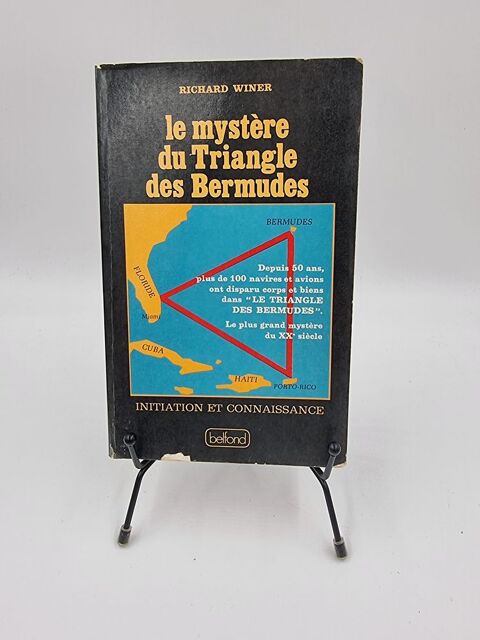 RICHARD WINER
le mystère
du Triangle
des Bermudes
BERMUDES
FLORIDE
Depuis 50 ans,
plus de 100 navires et avions
ont disparu corps et biens
dans "LE TRIANGLE
DES BERMUDES".
Miami
Le plus grand mystère
du XXe siècle
CUBA
HAITI
PORTO-RICO
INITIATION ET CONNAISSANCE
belfond